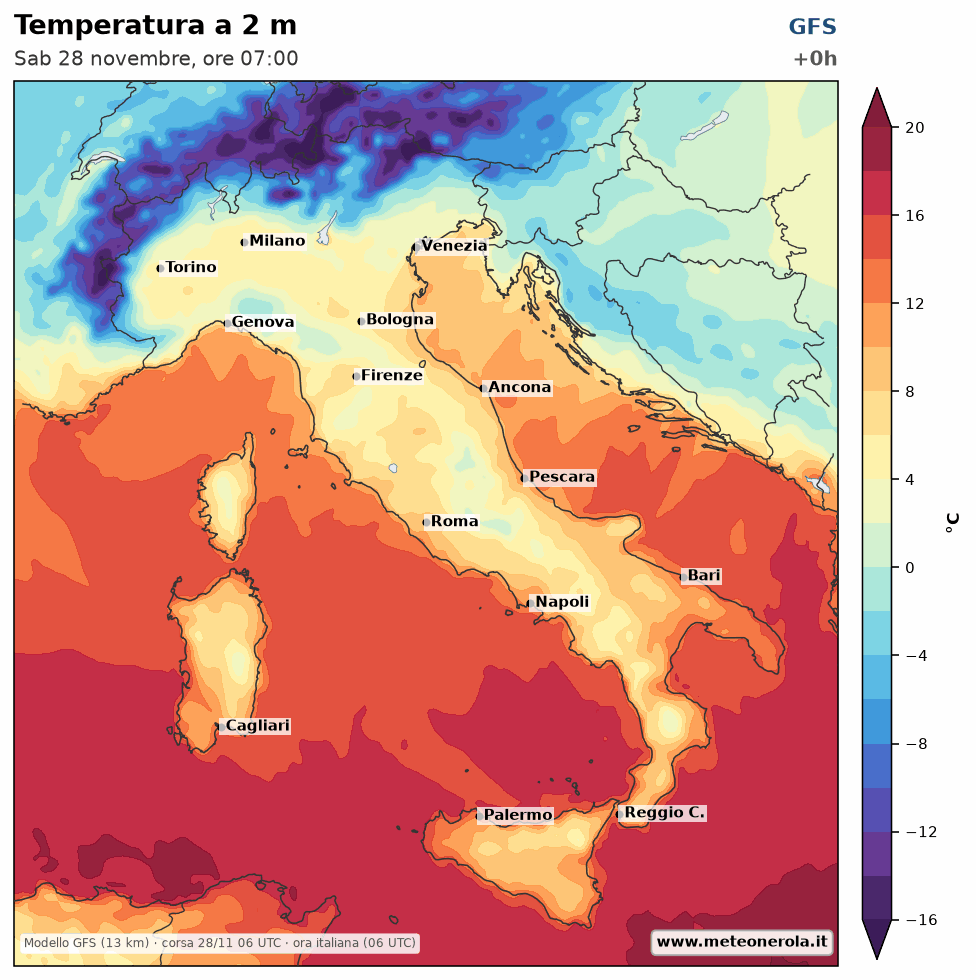 Temperatura a 2 m
GFS
Sab 28 novembre, ore 07:00
+0h
Milano
Venezia
Torino
Genova
Bologna
Firenze
Ancona
Pescara
Roma
Bari
Napoli
Cagliari
Palermo
Reggio C.
20
16
12
8
4
0
−4
−8
−12
−16
°C
Modello GFS (13 km) · corsa 28/11 06 UTC · ora italiana (06 UTC)
www.meteonerola.it